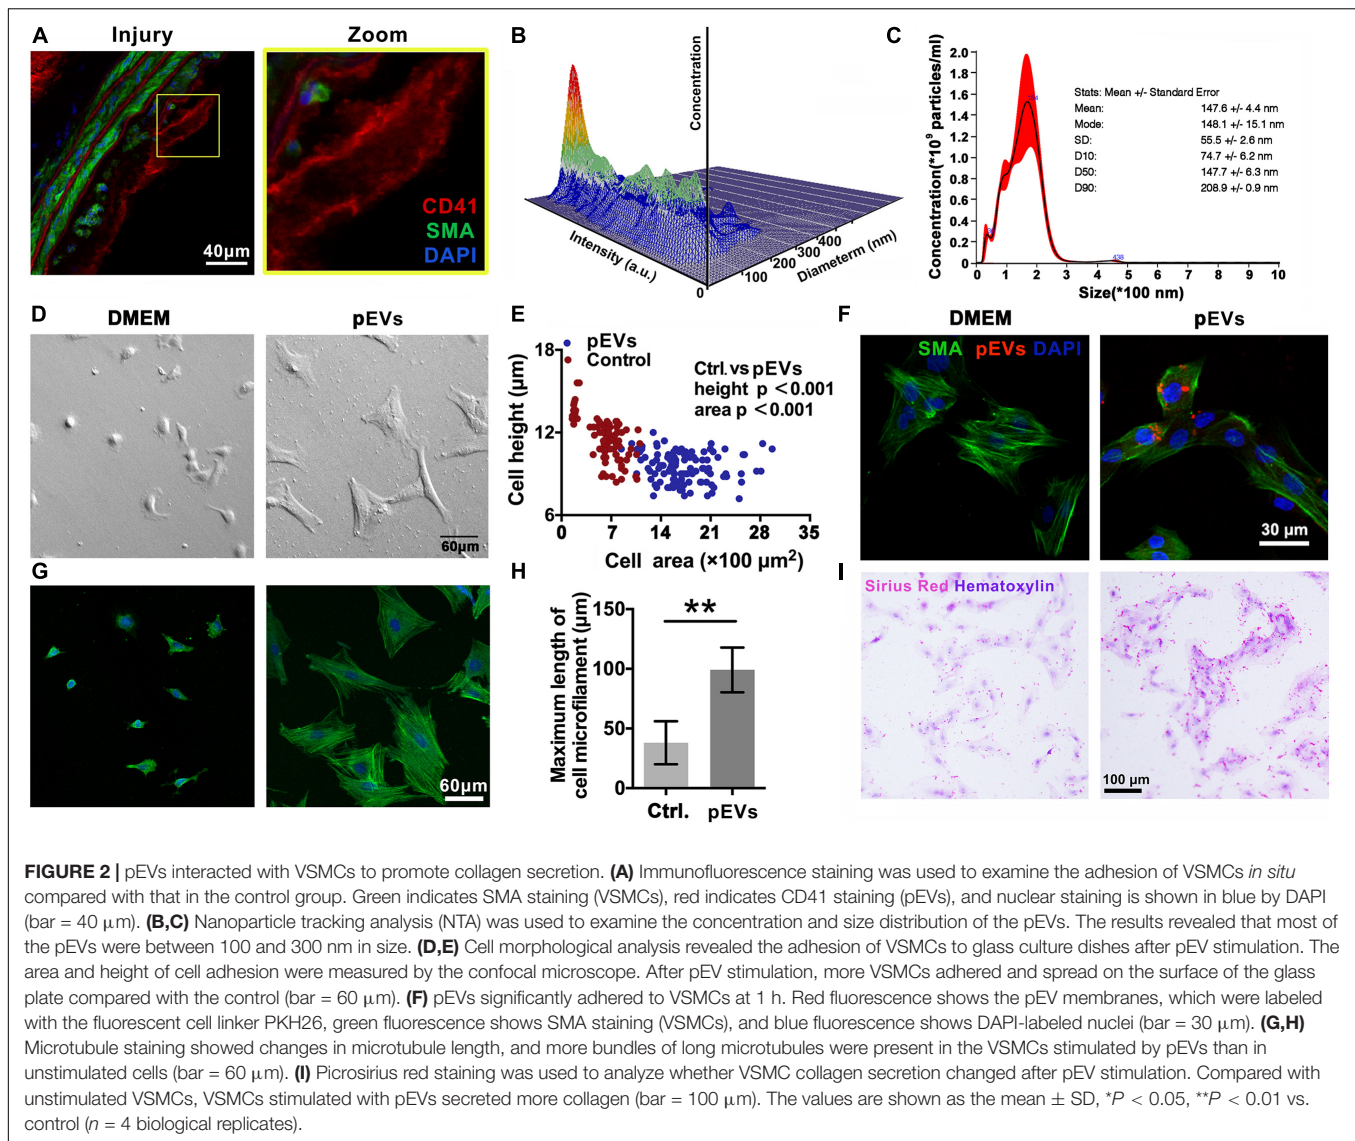 A
Injury
Zoom
CD41
SMA
DAPI
40μm
B
Concentration
Intensity (a.u.)
Diameterm (nm)
0
100
200
300
400
C
Concentration(*10⁹ particles/ml)
2.0
1.8
1.6
1.4
1.2
1.0
0.8
0.6
0.4
0.2
0
Stats: Mean +/- Standard Error
Mean: 147.6 +/- 4.4 nm
Mode: 148.1 +/- 15.1 nm
SD: 55.5 +/- 2.6 nm
D10: 74.7 +/- 6.2 nm
D50: 147.7 +/- 6.3 nm
D90: 208.9 +/- 0.9 nm
438
0 1 2 3 4 5 6 7 8 9 10
Size(*100 nm)
D
DMEM
pEVs
60μm
E
pEVs
Control
Ctrl. vs pEVs
height p <0.001
area p <0.001
Cell height (μm)
18
12
6
0 7 14 21 28 35
Cell area (×100 μm²)
F
DMEM
pEVs
SMA pEVs DAPI
30 μm
G
60μm
H
Maximum length of
cell microfilament (μm)
150
100
50
0
**
Ctrl. pEVs
I
Sirius Red Hematoxylin
100 μm
FIGURE 2 | pEVs interacted with VSMCs to promote collagen secretion. (A) Immunofluorescence staining was used to examine the adhesion of VSMCs in situ
compared with that in the control group. Green indicates SMA staining (VSMCs), red indicates CD41 staining (pEVs), and nuclear staining is shown in blue by DAPI
(bar = 40 μm). (B,C) Nanoparticle tracking analysis (NTA) was used to examine the concentration and size distribution of the pEVs. The results revealed that most of
the pEVs were between 100 and 300 nm in size. (D,E) Cell morphological analysis revealed the adhesion of VSMCs to glass culture dishes after pEV stimulation. The
area and height of cell adhesion were measured by the confocal microscope. After pEV stimulation, more VSMCs adhered and spread on the surface of the glass
plate compared with the control (bar = 60 μm). (F) pEVs significantly adhered to VSMCs at 1 h. Red fluorescence shows the pEV membranes, which were labeled
with the fluorescent cell linker PKH26, green fluorescence shows SMA staining (VSMCs), and blue fluorescence shows DAPI-labeled nuclei (bar = 30 μm). (G,H)
Microtubule staining showed changes in microtubule length, and more bundles of long microtubules were present in the VSMCs stimulated by pEVs than in
unstimulated cells (bar = 60 μm). (I) Picrosirius red staining was used to analyze whether VSMC collagen secretion changed after pEV stimulation. Compared with
unstimulated VSMCs, VSMCs stimulated with pEVs secreted more collagen (bar = 100 μm). The values are shown as the mean ± SD, *P < 0.05, **P < 0.01 vs.
control (n = 4 biological replicates).